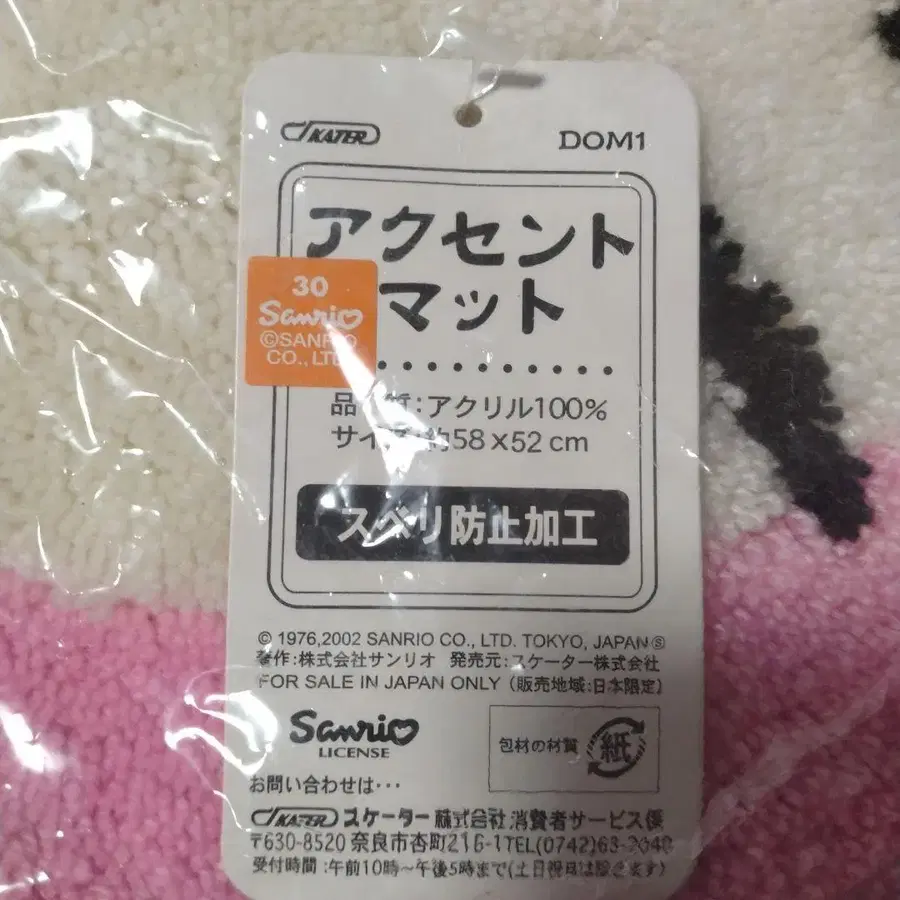 SKATER
DOM1
アクセント
マット
30
Sanrio
©SANRIO
CO., LTD
品 質:アクリル100%
サイズ:約58×52cm
スベリ防止加工
© 1976,2002 SANRIO CO., LTD. TOKYO, JAPAN Ⓢ
著作:株式会社サンリオ 発売元:スケーター株式会社
FOR SALE IN JAPAN ONLY(販売地域:日本限定)
Sanrio
LICENSE
包材の材質 紙
お問い合わせは・・・
SKATER スケーター株式会社消費者サービス係
〒630-8520 奈良市杏町216-1TEL(0742)63-2040
受付時間:午前10時〜午後5時まで(土日祝日は除きます)